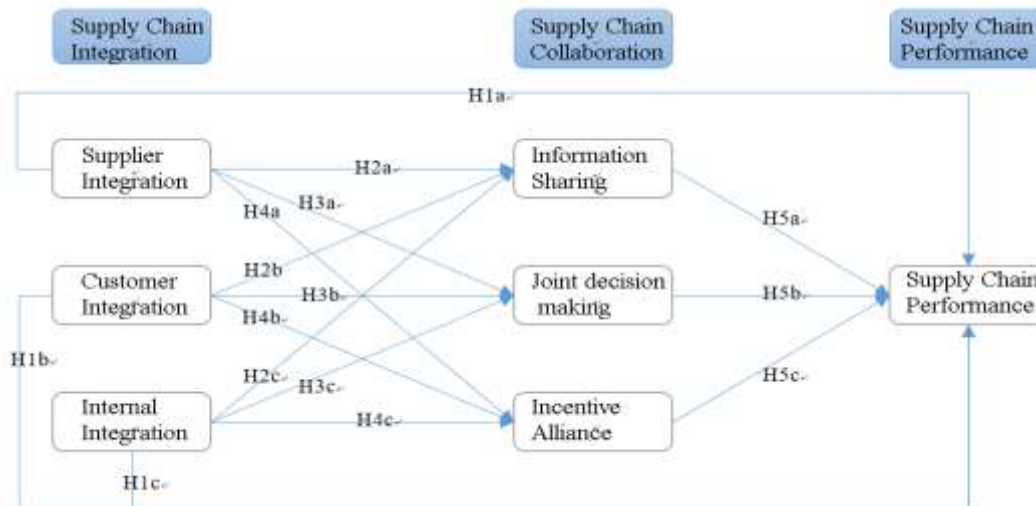 Supply Chain
Integration
Supply Chain
Collaboration
Supply Chain
Performance
H1a
Supplier
Integration
H2a
Information
Sharing
H3a
H4a
H5a
H2b
Customer
Integration
H3b
Joint decision
making
H5b
Supply Chain
Performance
H4b
H1b
H2c
H3c
H5c
Internal
Integration
H4c
Incentive
Alliance
H1c